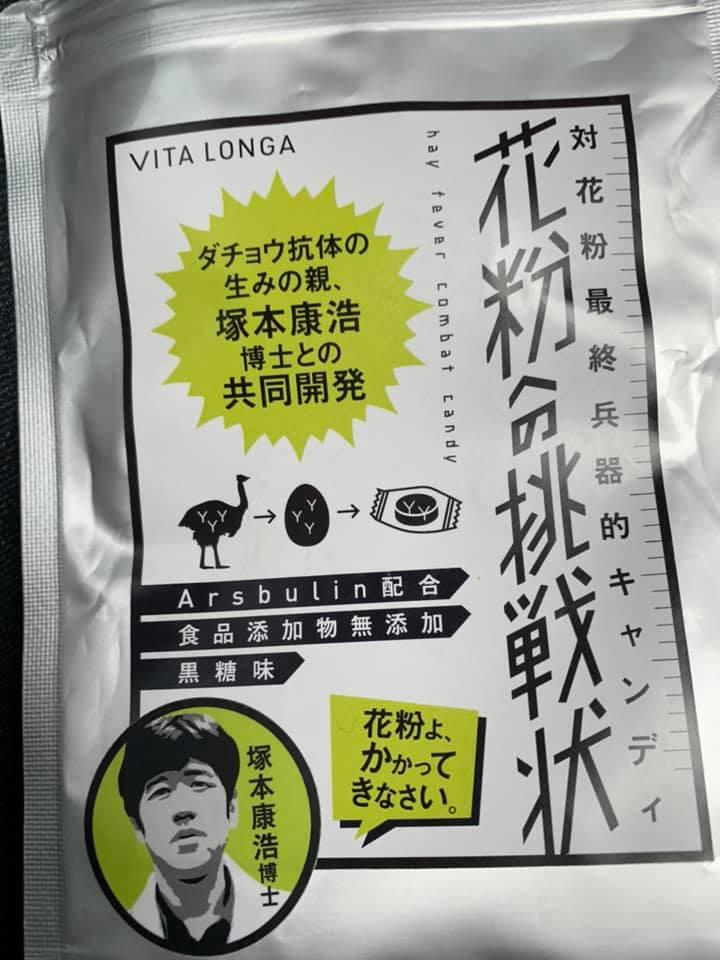 VITA LONGA
対花粉最終兵器的キャンディ
花粉への挑戦状
hay fever combat candy
ダチョウ抗体の
生みの親、
塚本康浩
博士との
共同開発
Y Y Y
Y Y Y
Y Y
Arsbulin配合
食品添加物無添加
黒糖味
花粉よ、
かかって
きなさい。
塚本康浩博士